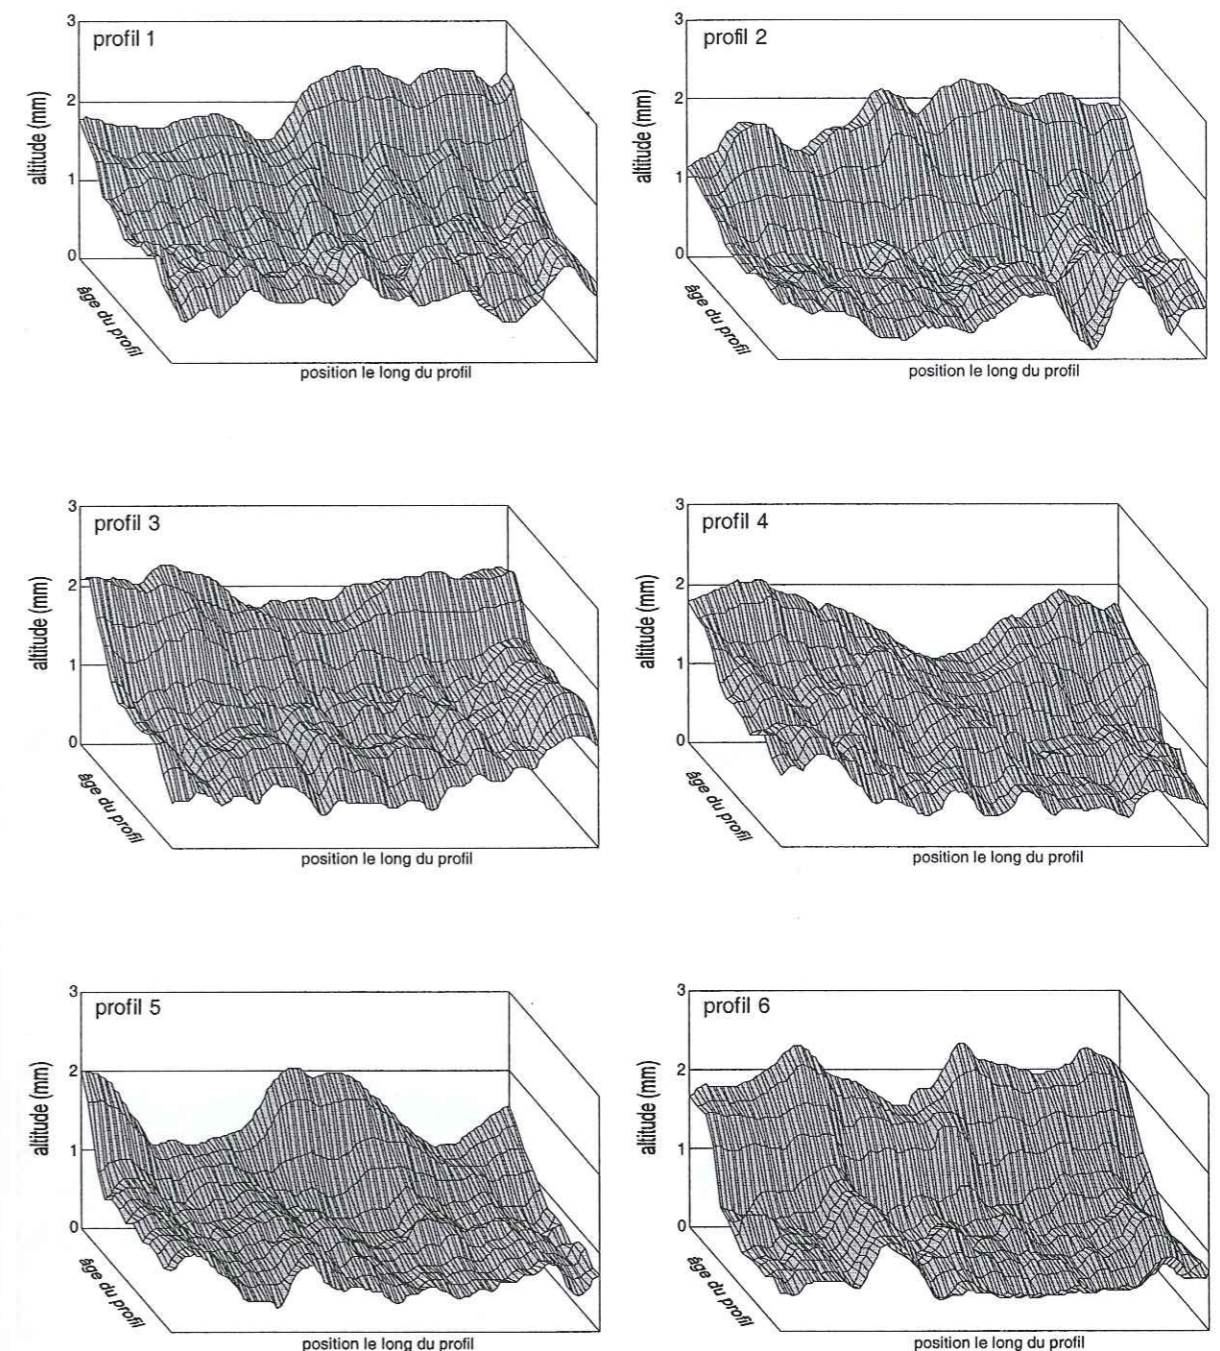 profil 1
3
2
1
0
altitude (mm)
âge du profil
position le long du profil
profil 2
3
2
1
0
altitude (mm)
âge du profil
position le long du profil
profil 3
3
2
1
0
altitude (mm)
âge du profil
position le long du profil
profil 4
3
2
1
0
altitude (mm)
âge du profil
position le long du profil
profil 5
3
2
1
0
altitude (mm)
âge du profil
position le long du profil
profil 6
3
2
1
0
altitude (mm)
âge du profil
position le long du profil